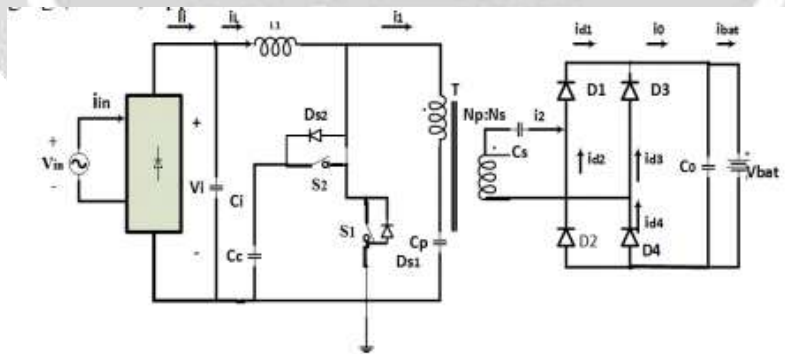 Ii
iL
L1
i1
id1
i0
ibat
iin
+
Vin
-
+
Vi
-
Ci
Ds2
S2
S1
Cc
Ds1
Cp
T
Np:Ns
i2
Cs
D1
D3
id2
id3
id4
D2
D4
Co
Vbat